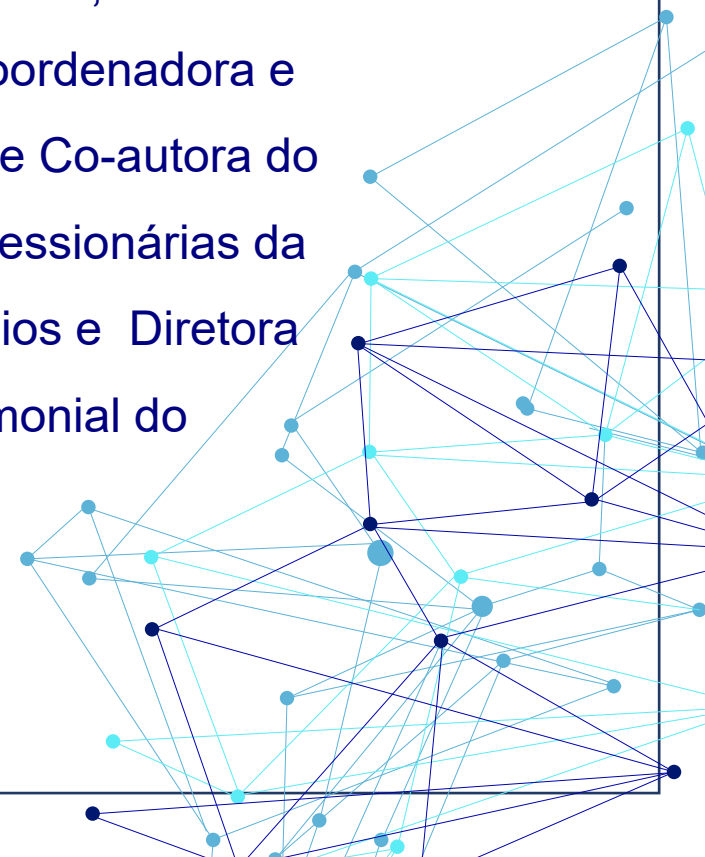 oordenadora e
e Co-autora do
essionárias da
ios e Diretora
monial do